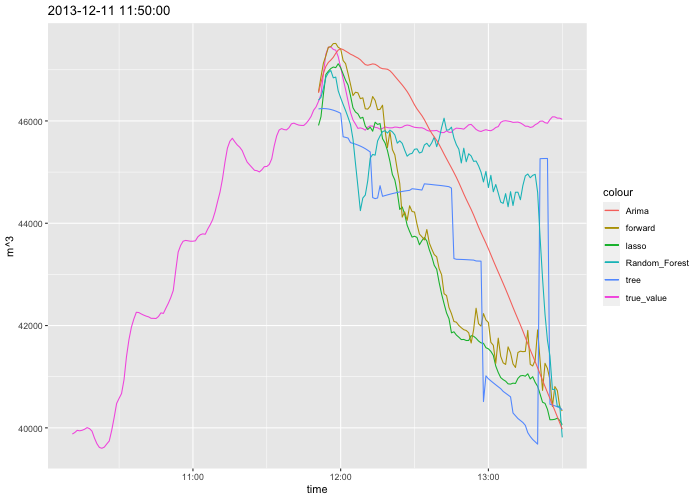 2013-12-11 11:50:00
m^3
46000
44000
42000
40000
11:00
12:00
13:00
time
colour
Arima
forward
lasso
Random_Forest
tree
true_value